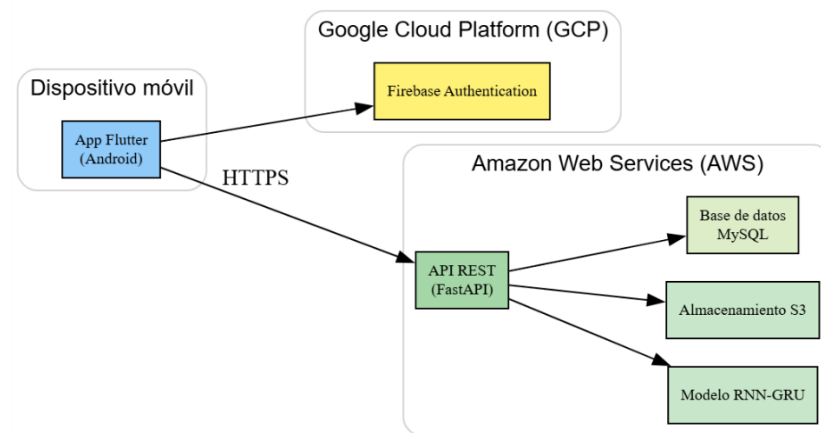 Google Cloud Platform (GCP)
Firebase Authentication
Dispositivo móvil
App Flutter
(Android)
HTTPS
Amazon Web Services (AWS)
API REST
(FastAPI)
Base de datos
MySQL
Almacenamiento S3
Modelo RNN-GRU